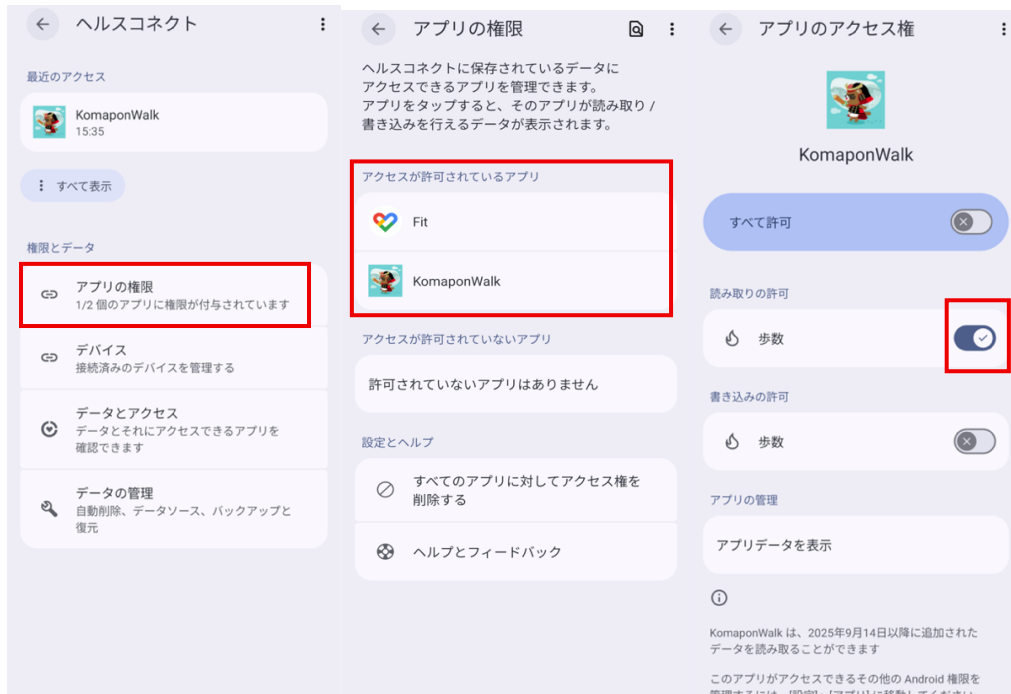 ヘルスコネクト
最近のアクセス
KomaponWalk
15:35
すべて表示
権限とデータ
アプリの権限
1/2 個のアプリに権限が付与されています
デバイス
接続済みのデバイスを管理する
データとアクセス
データとそれにアクセスできるアプリを
確認できます
データの管理
自動削除、データソース、バックアップと
復元
アプリの権限
ヘルスコネクトに保存されているデータに
アクセスできるアプリを管理できます。
アプリをタップすると、そのアプリが読み取り /
書き込みを行えるデータが表示されます。
アクセスが許可されているアプリ
Fit
KomaponWalk
アクセスが許可されていないアプリ
許可されていないアプリはありません
設定とヘルプ
すべてのアプリに対してアクセス権を
削除する
ヘルプとフィードバック
アプリのアクセス権
KomaponWalk
すべて許可
読み取りの許可
歩数
書き込みの許可
歩数
アプリの管理
アプリデータを表示
KomaponWalk は、2025年9月14日以降に追加された
データを読み取ることができます
このアプリがアクセスできるその他の Android 権限を
管理するには、[設定] > [アプリ] に移動してください